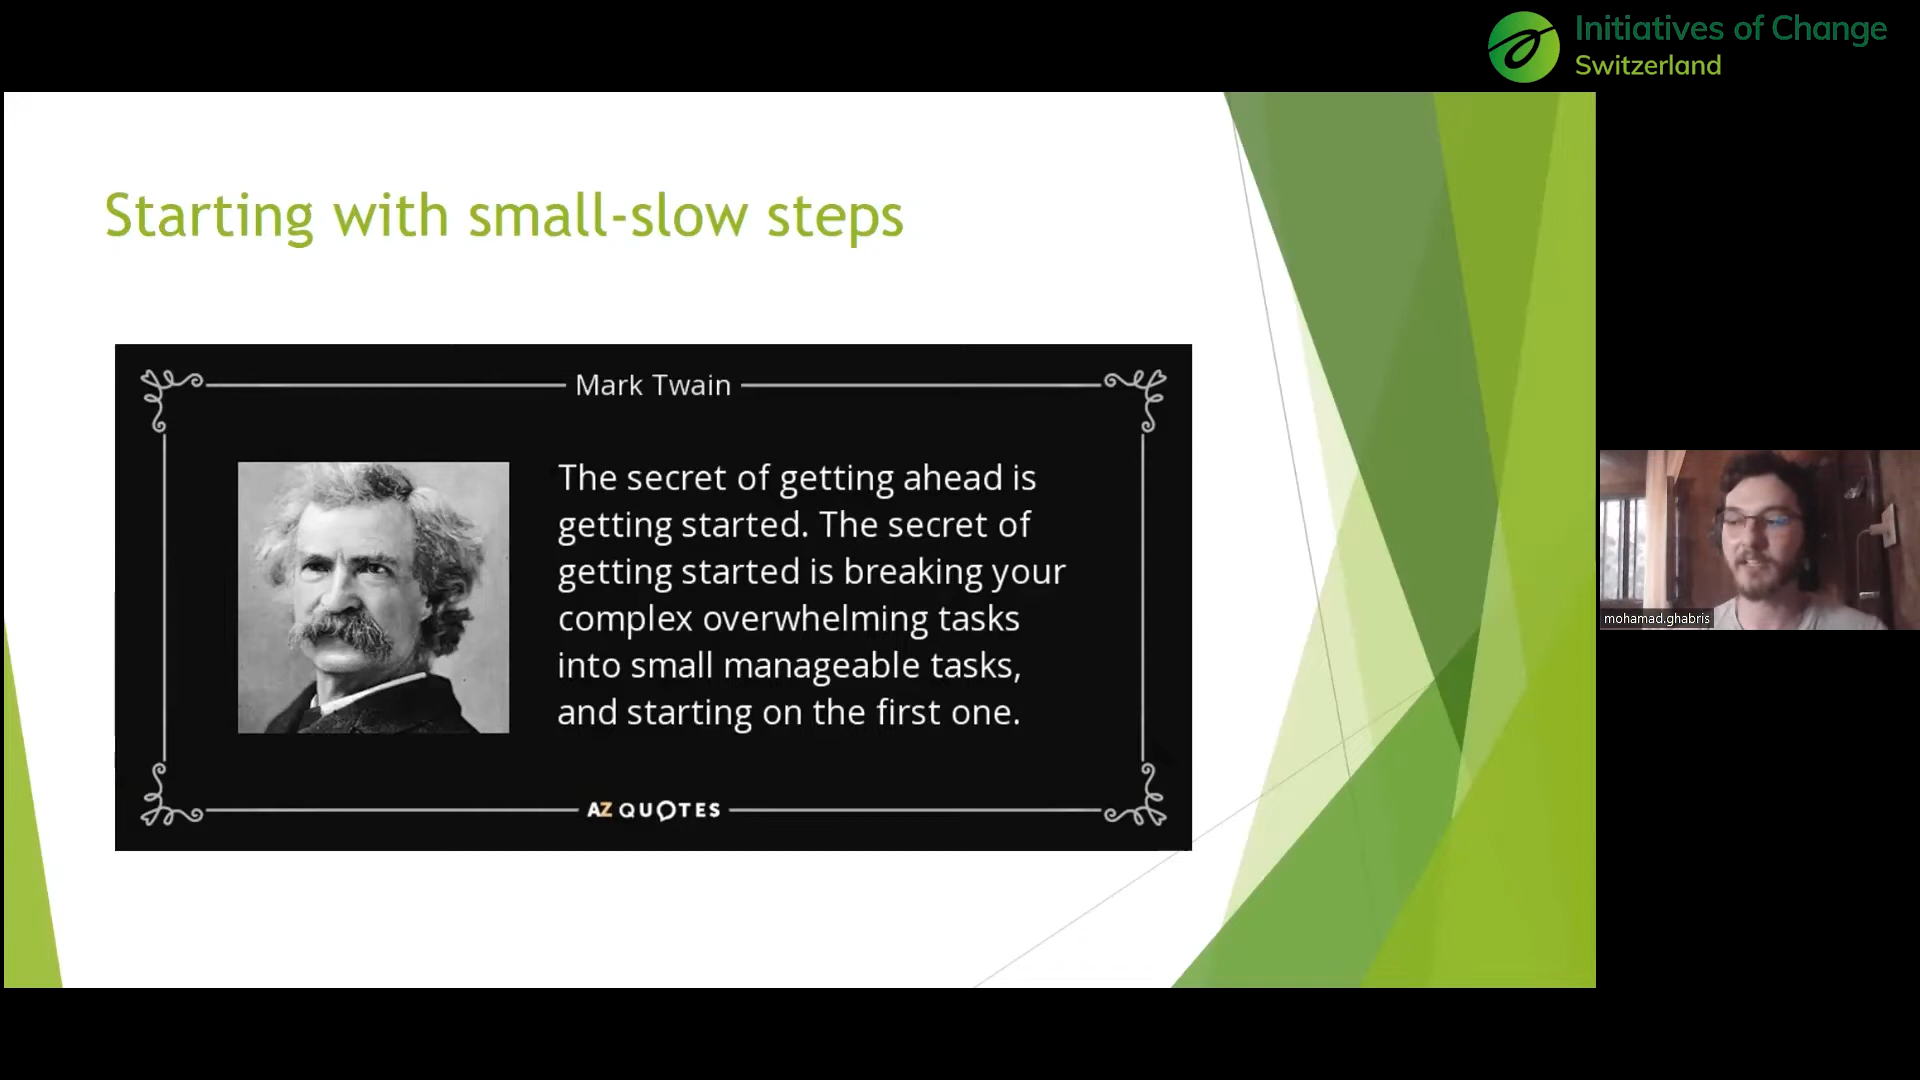 Initiatives of Change
Switzerland
Starting with small-slow steps
Mark Twain
The secret of getting ahead is
getting started. The secret of
getting started is breaking your
complex overwhelming tasks
into small manageable tasks,
and starting on the first one.
AZ QUOTES
mohamad.ghabris